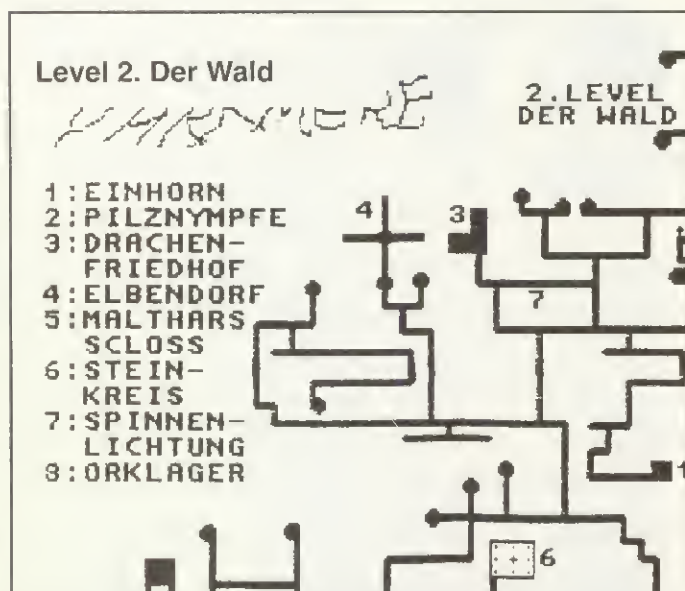 Level 2. Der Wald
2.LEVEL
DER WALD
1:EINHORN
2:PILZNYMPFE
3:DRACHEN-
FRIEDHOF
4:ELBENDORF
5:MALTHARS
SCLOSS
6:STEIN-
KREIS
7:SPINNEN-
LICHTUNG
8:ORKLAGER
4
3
7
1
6